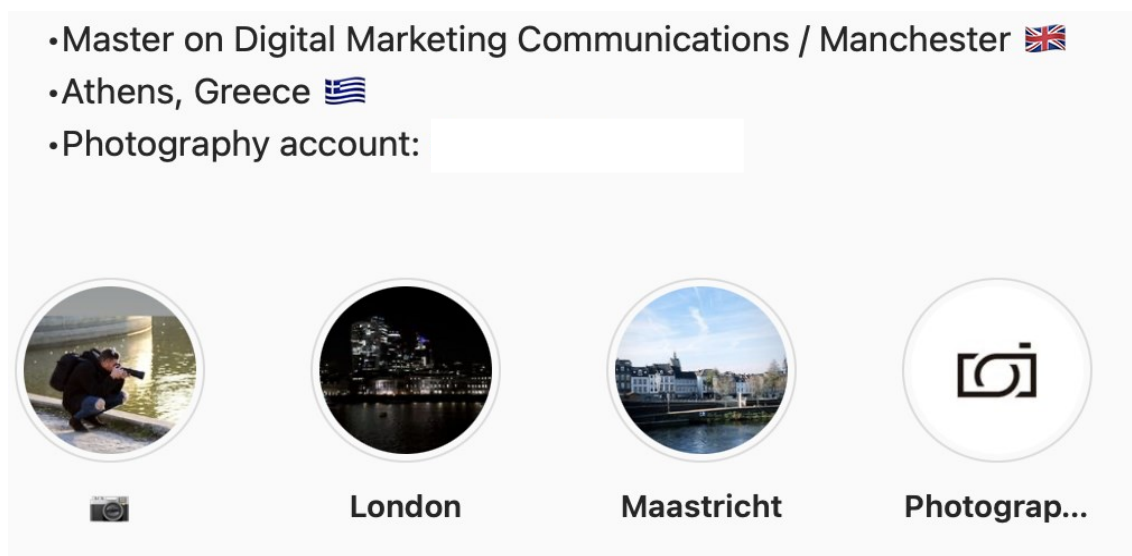 •Master on Digital Marketing Communications / Manchester 🇬🇧
•Athens, Greece 🇬🇷
•Photography account:
📷
London
Maastricht
Photograp...